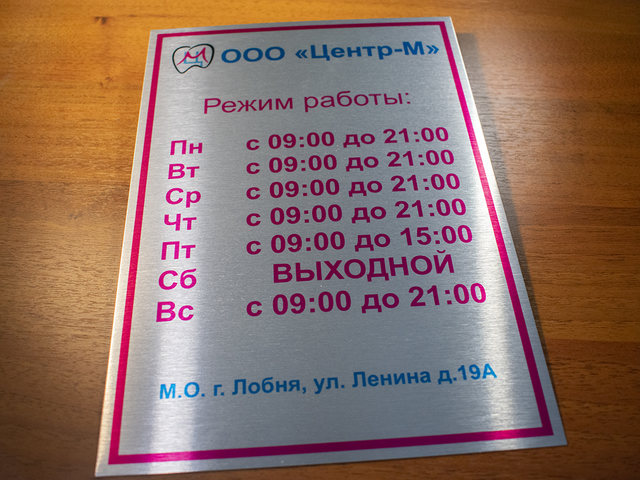 ООО «Центр-М»
Режим работы:
Пн с 09:00 до 21:00
Вт с 09:00 до 21:00
Ср с 09:00 до 21:00
Чт с 09:00 до 21:00
Пт с 09:00 до 15:00
Сб ВЫХОДНОЙ
Вс с 09:00 до 21:00
М.О. г. Лобня, ул. Ленина д.19А